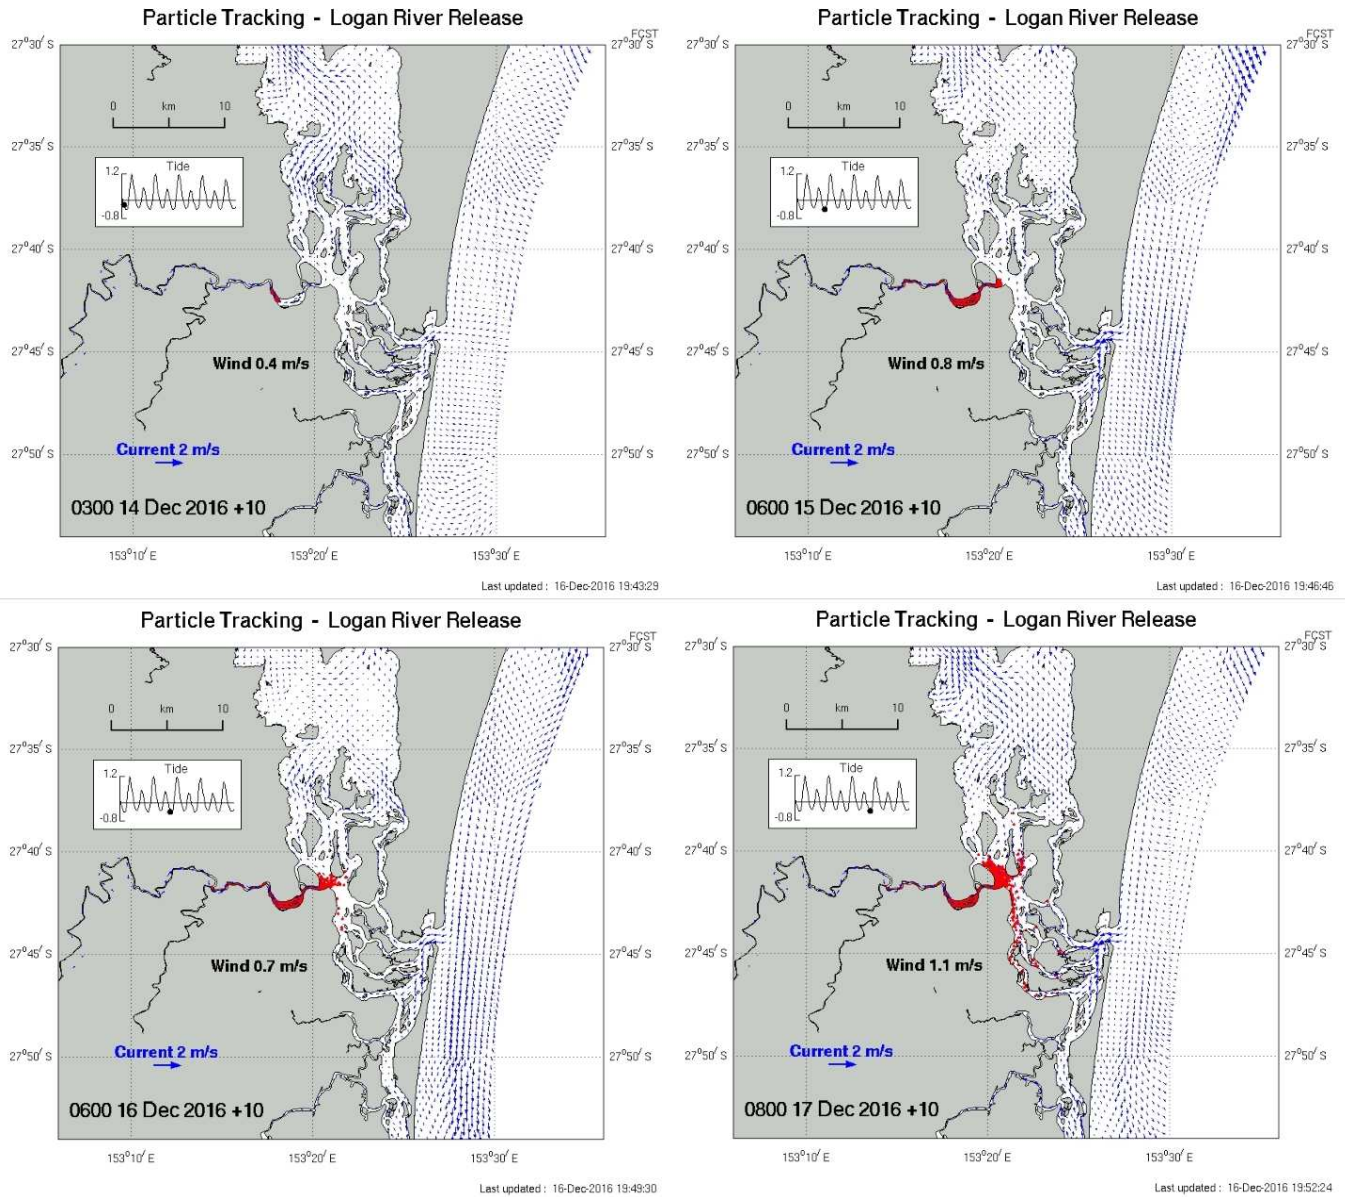 Particle Tracking - Logan River Release
FCST
27°30′ S
27°30′ S
0 km 10
27°35′ S
27°35′ S
Tide
1.2
-0.8
27°40′ S
27°40′ S
27°45′ S
27°45′ S
Wind 0.4 m/s
Current 2 m/s
27°50′ S
27°50′ S
0300 14 Dec 2016 +10
153°10′ E
153°20′ E
153°30′ E
Last updated : 16-Dec-2016 19:43:29
Particle Tracking - Logan River Release
FCST
27°30′ S
27°30′ S
0 km 10
27°35′ S
27°35′ S
Tide
1.2
-0.8
27°40′ S
27°40′ S
27°45′ S
27°45′ S
Wind 0.8 m/s
Current 2 m/s
27°50′ S
27°50′ S
0600 15 Dec 2016 +10
153°10′ E
153°20′ E
153°30′ E
Last updated : 16-Dec-2016 19:46:46
Particle Tracking - Logan River Release
FCST
27°30′ S
27°30′ S
0 km 10
27°35′ S
27°35′ S
Tide
1.2
-0.8
27°40′ S
27°40′ S
27°45′ S
27°45′ S
Wind 0.7 m/s
Current 2 m/s
27°50′ S
27°50′ S
0600 16 Dec 2016 +10
153°10′ E
153°20′ E
153°30′ E
Last updated : 16-Dec-2016 19:49:30
Particle Tracking - Logan River Release
FCST
27°30′ S
27°30′ S
0 km 10
27°35′ S
27°35′ S
Tide
1.2
-0.8
27°40′ S
27°40′ S
27°45′ S
27°45′ S
Wind 1.1 m/s
Current 2 m/s
27°50′ S
27°50′ S
0800 17 Dec 2016 +10
153°10′ E
153°20′ E
153°30′ E
Last updated : 16-Dec-2016 19:52:24